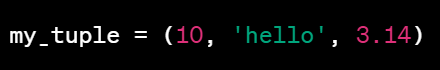 my_tuple = (10, 'hello', 3.14)